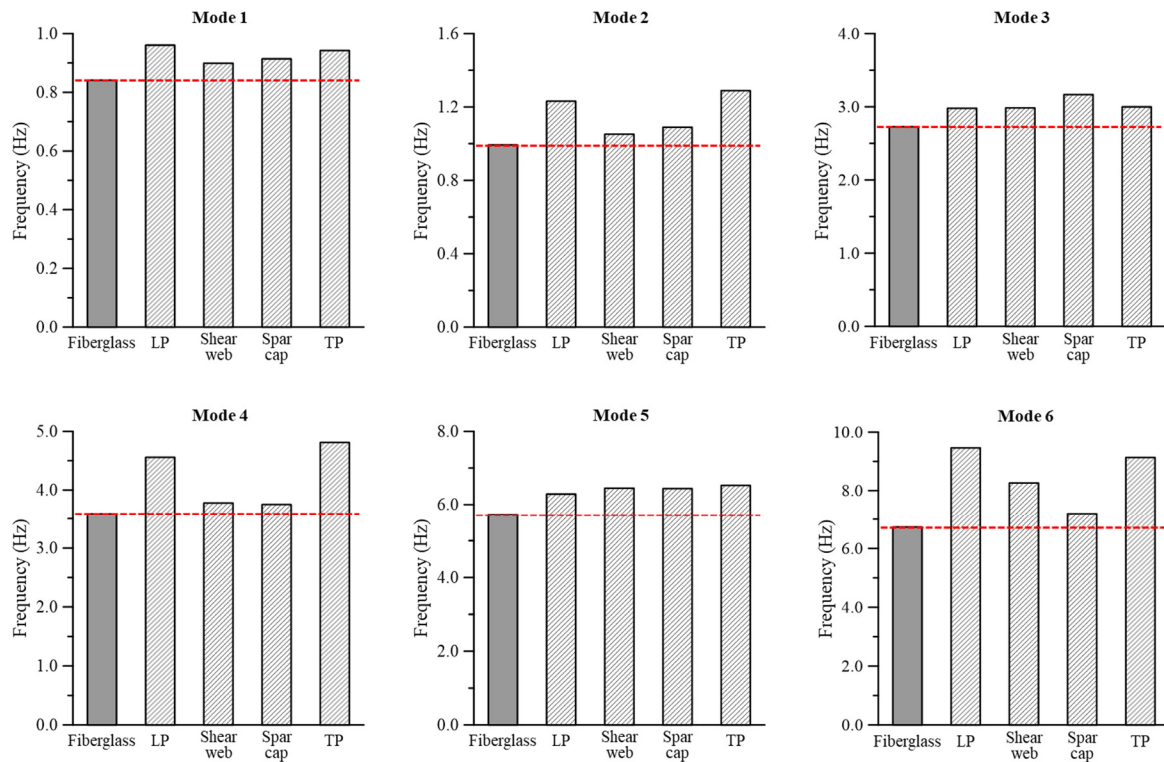 Mode 1
Frequency (Hz)
1.0
0.8
0.6
0.4
0.2
0.0
Fiberglass
LP
Shear
web
Spar
cap
TP
Mode 2
Frequency (Hz)
1.6
1.2
0.8
0.4
0.0
Fiberglass
LP
Shear
web
Spar
cap
TP
Mode 3
Frequency (Hz)
4.0
3.0
2.0
1.0
0.0
Fiberglass
LP
Shear
web
Spar
cap
TP
Mode 4
Frequency (Hz)
5.0
4.0
3.0
2.0
1.0
0.0
Fiberglass
LP
Shear
web
Spar
cap
TP
Mode 5
Frequency (Hz)
8.0
6.0
4.0
2.0
0.0
Fiberglass
LP
Shear
web
Spar
cap
TP
Mode 6
Frequency (Hz)
10.0
8.0
6.0
4.0
2.0
0.0
Fiberglass
LP
Shear
web
Spar
cap
TP